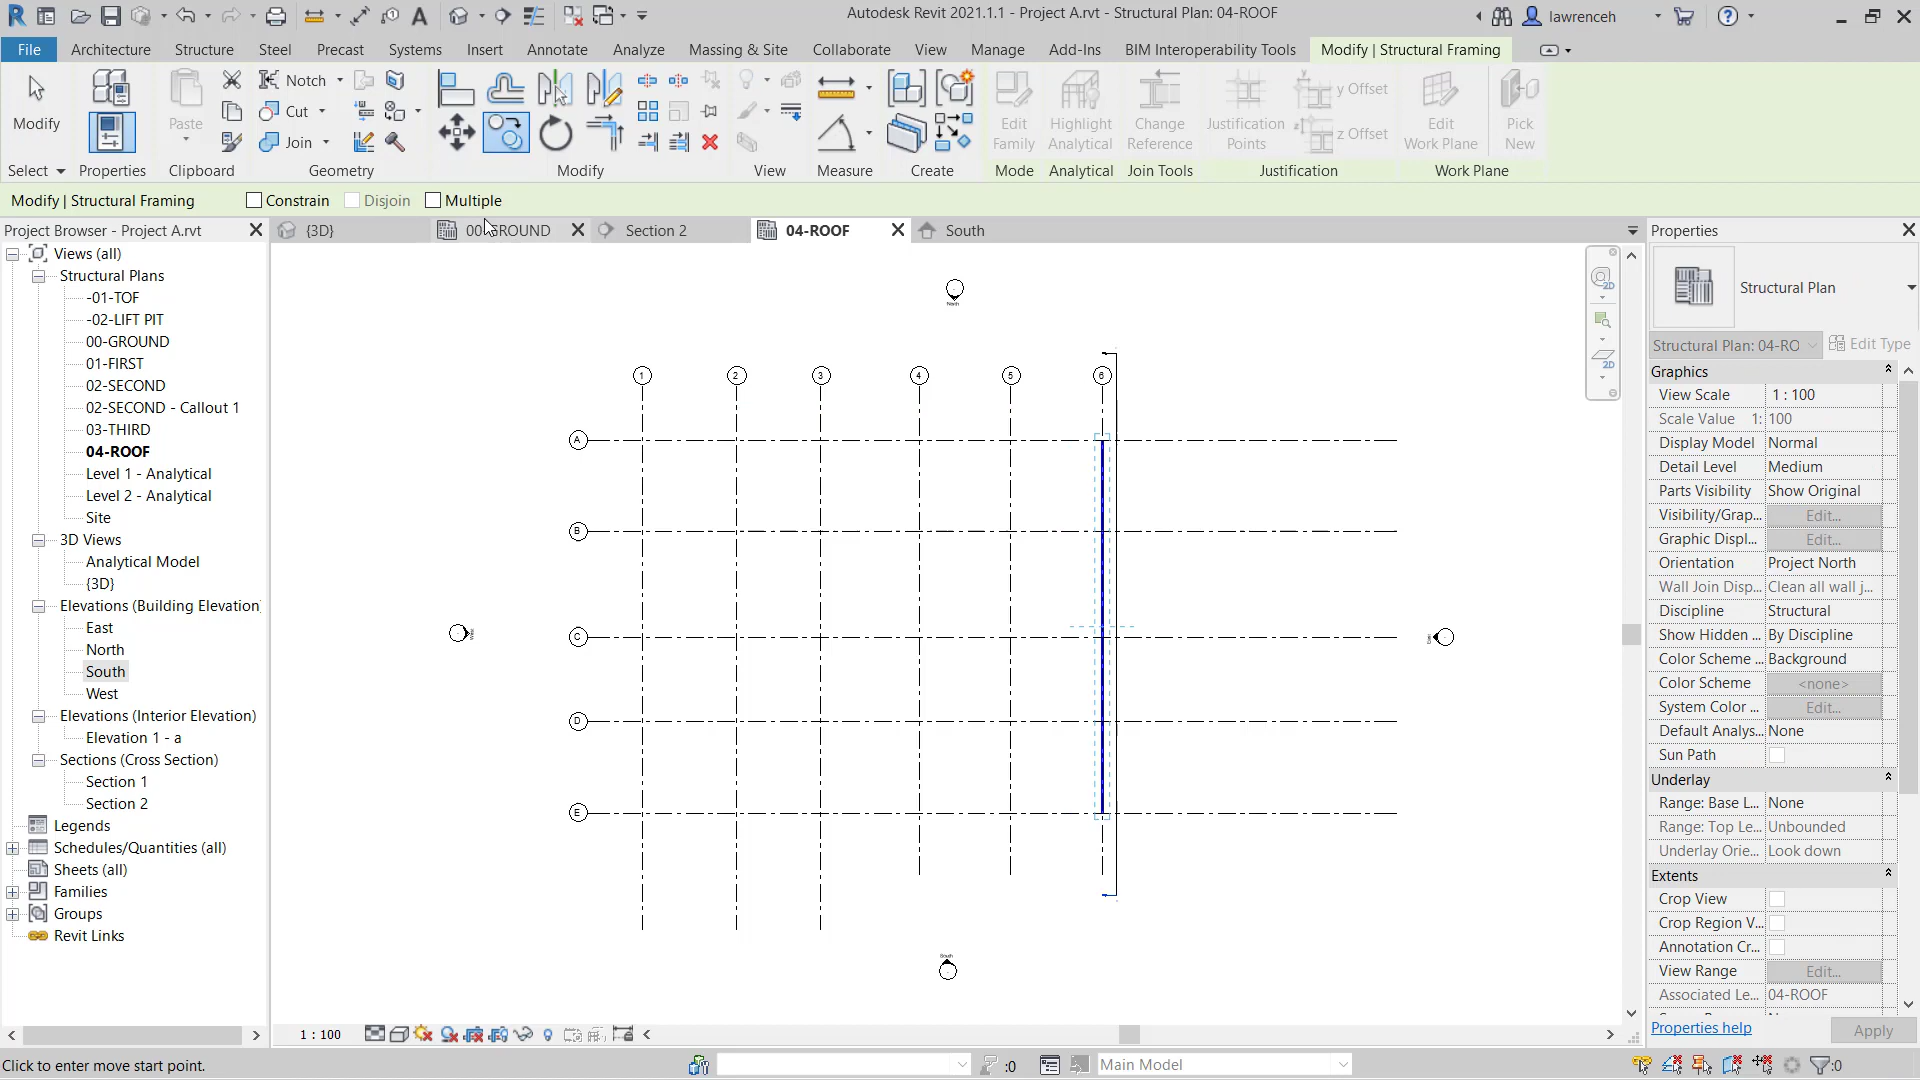 Autodesk Revit 2021.1.1 - Project A.rvt - Structural Plan: 04-ROOF
lawrenceh
File Architecture Structure Steel Precast Systems Insert Annotate Analyze Massing & Site Collaborate View Manage Add-Ins BIM Interoperability Tools Modify | Structural Framing
Modify
Paste
Notch
Cut
Join
Edit Family
Highlight Analytical
Change Reference
Justification Points
y Offset
z Offset
Edit Work Plane
Pick New
Select Properties Clipboard Geometry Modify View Measure Create Mode Analytical Join Tools Justification Work Plane
Modify | Structural Framing Constrain Disjoin Multiple
Project Browser - Project A.rvt
{3D} Section 2 04-ROOF South
Properties
Views (all)
Structural Plans
-01-TOF
-02-LIFT PIT
00-GROUND
01-FIRST
02-SECOND
02-SECOND - Callout 1
03-THIRD
04-ROOF
Level 1 - Analytical
Level 2 - Analytical
Site
3D Views
Analytical Model
{3D}
Elevations (Building Elevation)
East
North
South
West
Elevations (Interior Elevation)
Elevation 1 - a
Sections (Cross Section)
Section 1
Section 2
Legends
Schedules/Quantities (all)
Sheets (all)
Families
Groups
Revit Links
North
1 2 3 4 5 6
A
B
C
D
E
South
2D
2D
Structural Plan
Structural Plan: 04-RO Edit Type
Graphics
View Scale 1 : 100
Scale Value 1: 100
Display Model Normal
Detail Level Medium
Parts Visibility Show Original
Visibility/Grap... Edit...
Graphic Displ... Edit...
Orientation Project North
Wall Join Disp... Clean all wall j...
Discipline Structural
Show Hidden ... By Discipline
Color Scheme ... Background
Color Scheme <none>
System Color ... Edit...
Default Analys... None
Sun Path
Underlay
Range: Base L... None
Range: Top Le... Unbounded
Underlay Orie... Look down
Extents
Crop View
Crop Region V...
Annotation Cr...
View Range Edit...
Associated Le... 04-ROOF
Properties help Apply
1 : 100
Click to enter move start point.
:0
Main Model
:0